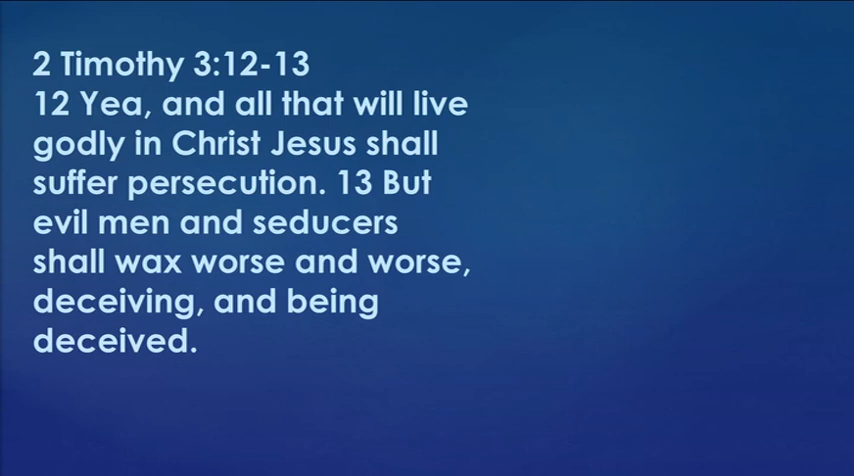 2 Timothy 3:12-13
12 Yea, and all that will live
godly in Christ Jesus shall
suffer persecution. 13 But
evil men and seducers
shall wax worse and worse,
deceiving, and being
deceived.